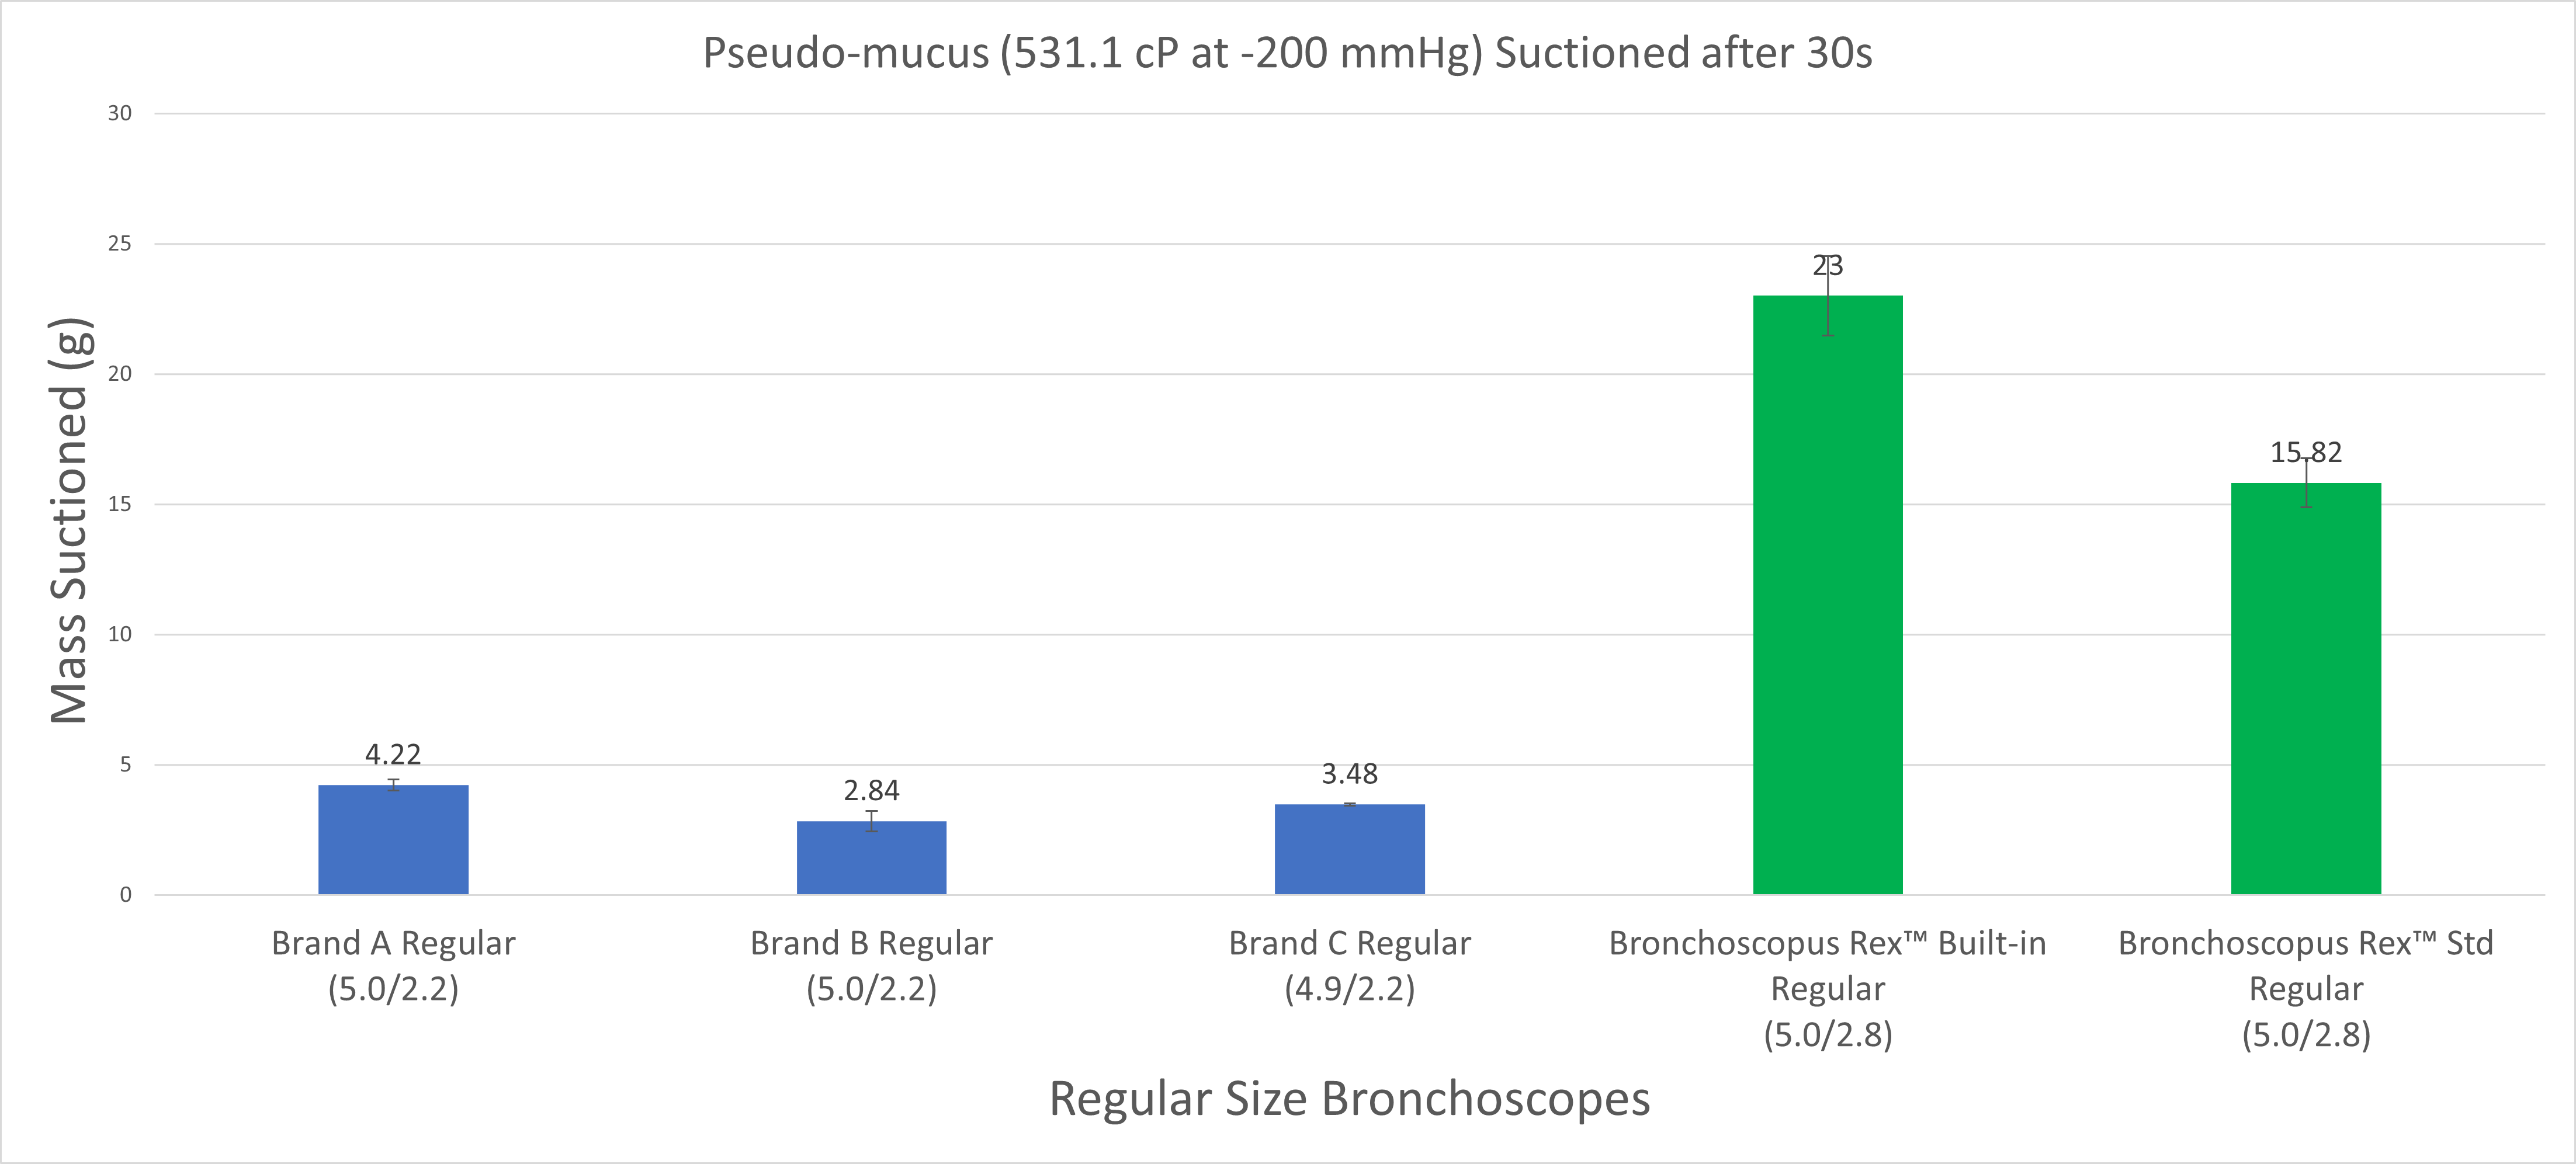 Pseudo-mucus (531.1 cP at -200 mmHg) Suctioned after 30s
Mass Suctioned (g)
30
25
20
15
10
5
0
4.22
2.84
3.48
23
15.82
Brand A Regular
(5.0/2.2)
Brand B Regular
(5.0/2.2)
Brand C Regular
(4.9/2.2)
Bronchoscopus Rex™ Built-in
Regular
(5.0/2.8)
Bronchoscopus Rex™ Std
Regular
(5.0/2.8)
Regular Size Bronchoscopes